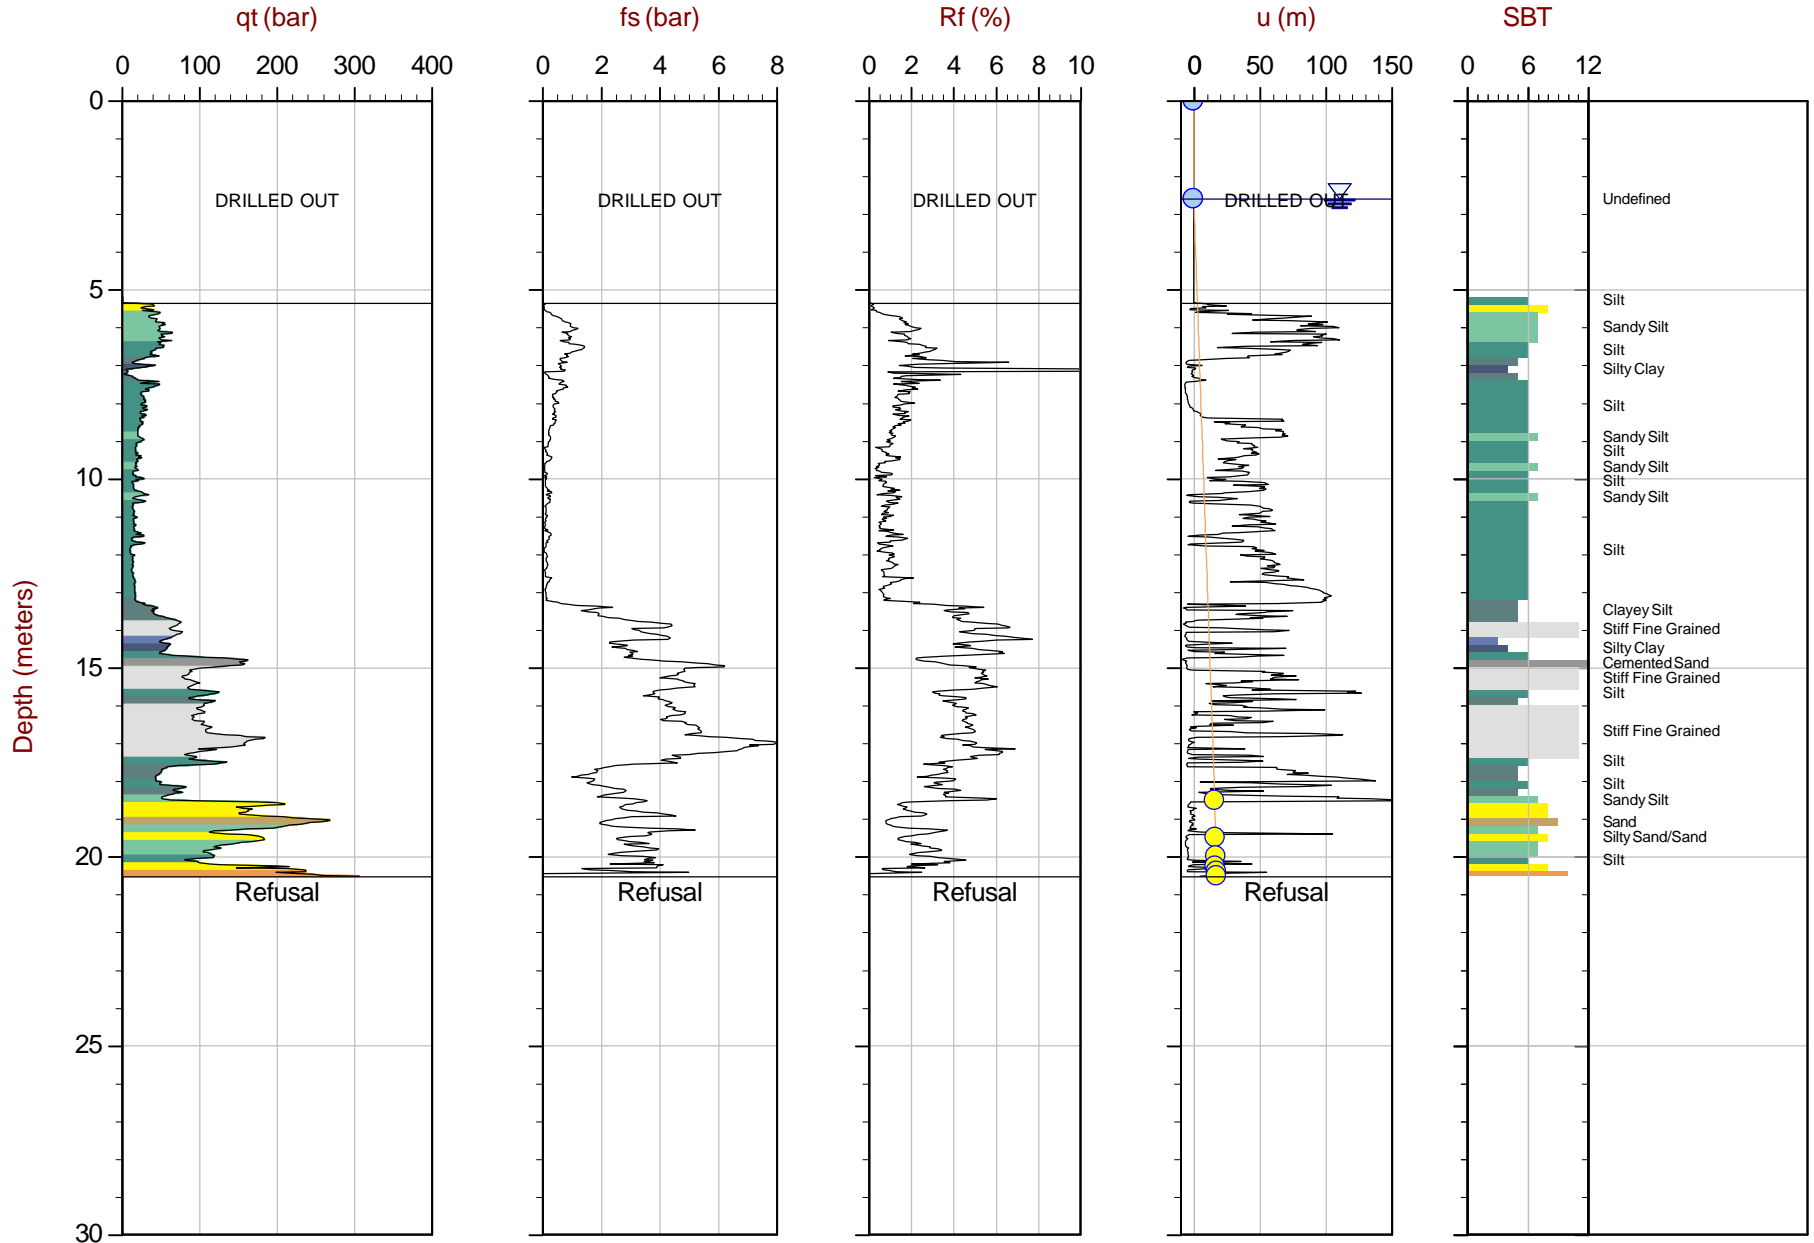 qt (bar) fs (bar) Rf (%) u (m) SBT
0 100 200 300 400 0 2 4 6 8 0 2 4 6 8 10 0 50 100 150 0 6 12
0
DRILLED OUT DRILLED OUT DRILLED OUT DRILLED OUT Undefined
5
Silt
Sandy Silt
Silt
Silty Clay
Silt
Sandy Silt
Silt
Sandy Silt
10
Silt
Sandy Silt
Silt
Depth (meters)
Clayey Silt
Stiff Fine Grained
Silty Clay
15
Cemented Sand
Stiff Fine Grained
Silt
Stiff Fine Grained
Silt
Silt
Sandy Silt
Sand
Silty Sand/Sand
20
Silt
Refusal Refusal Refusal Refusal
25
30